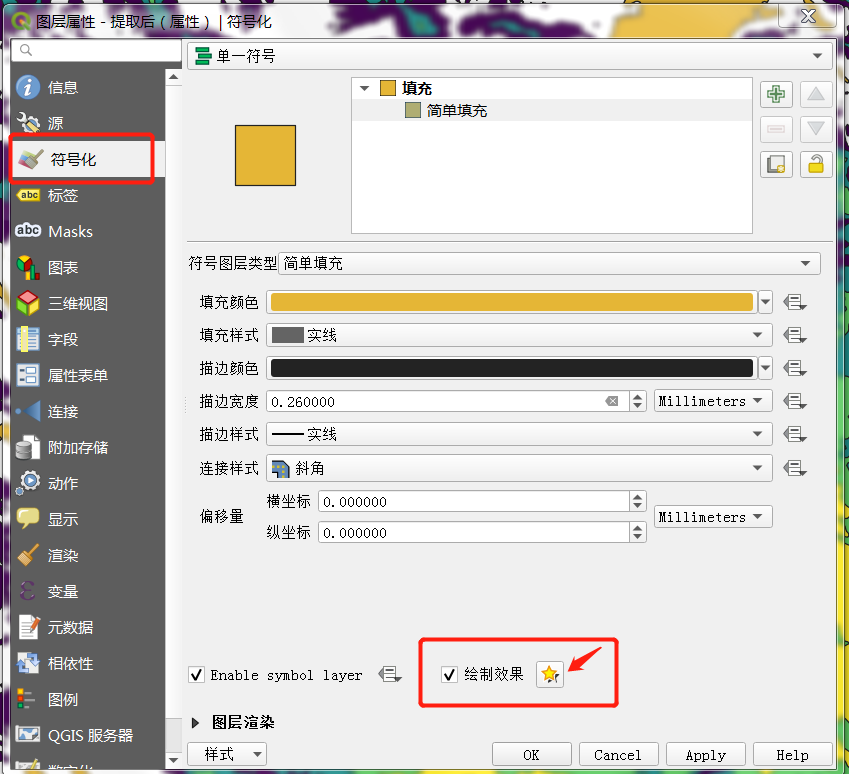 图层属性 - 提取后（属性）| 符号化
单一符号
信息
源
符号化
abc 标签
abc Masks
图表
三维视图
字段
属性表单
连接
附加存储
动作
显示
渲染
变量
元数据
相依性
图例
QGIS 服务器
数字化
填充
简单填充
符号图层类型 简单填充
填充颜色
填充样式 实线
描边颜色
描边宽度 0.260000 Millimeters
描边样式 实线
连接样式 斜角
偏移量
横坐标 0.000000
Millimeters
纵坐标 0.000000
Enable symbol layer 绘制效果
图层渲染
样式 OK Cancel Apply Help